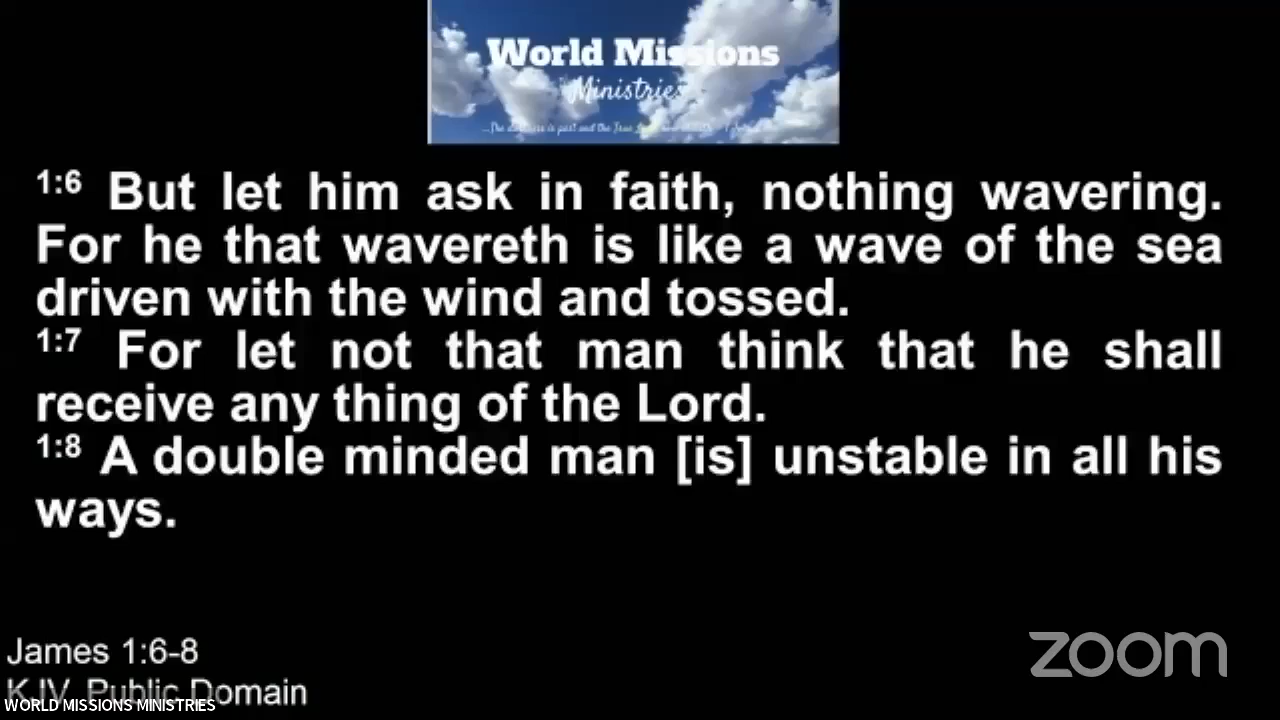 World Missions
Ministries
1:6 But let him ask in faith, nothing wavering.
For he that wavereth is like a wave of the sea
driven with the wind and tossed.
1:7 For let not that man think that he shall
receive any thing of the Lord.
1:8 A double minded man [is] unstable in all his
ways.
James 1:6-8
KJV, Public Domain
WORLD MISSIONS MINISTRIES
zoom